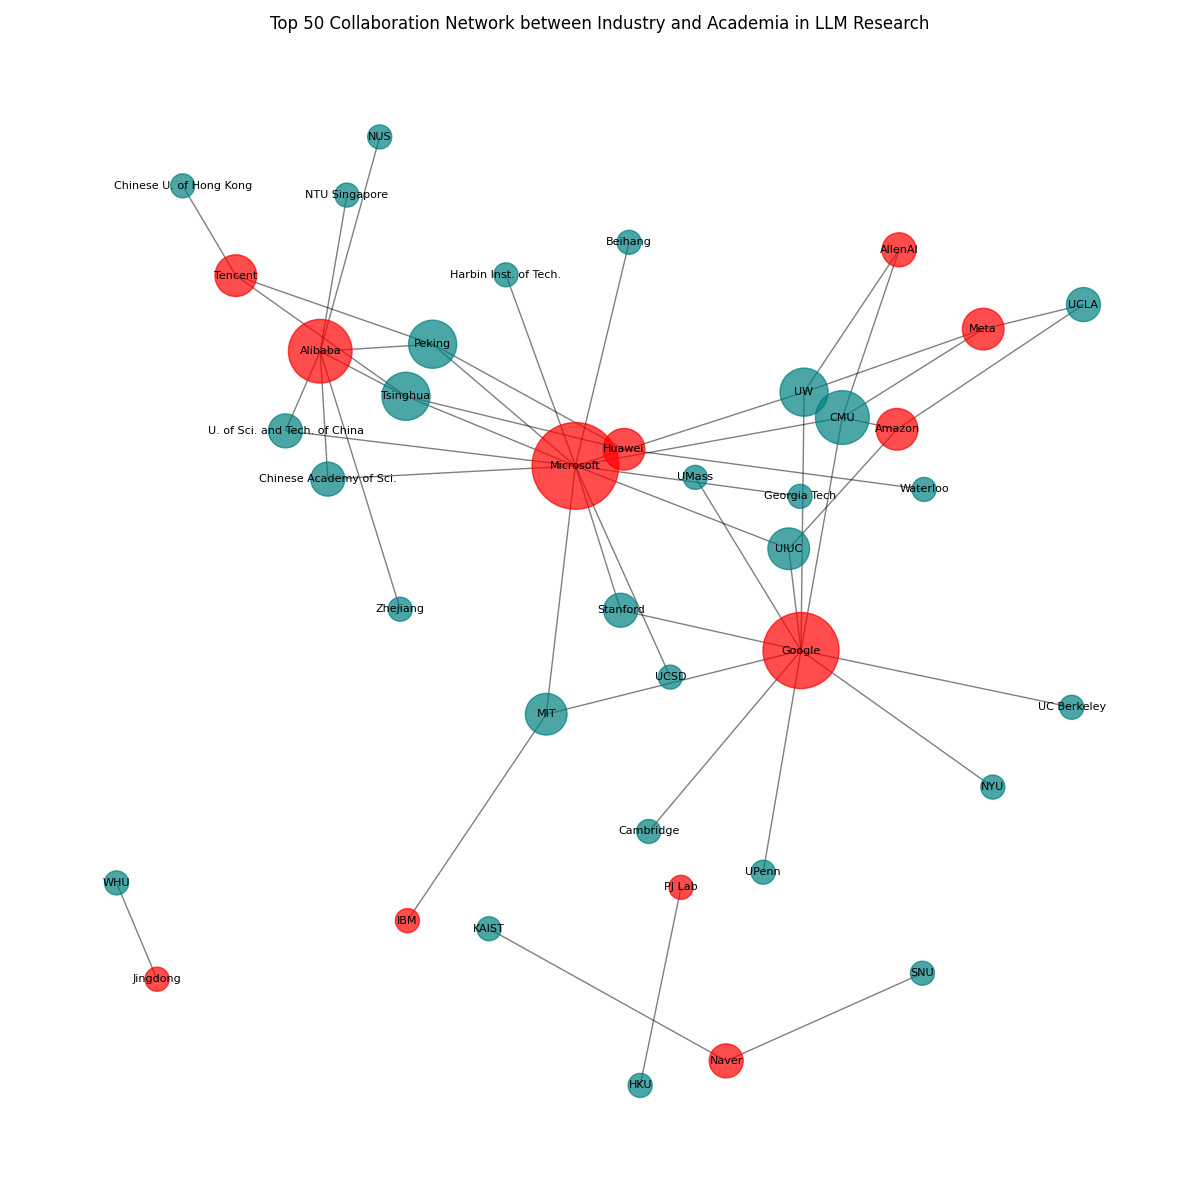 Top 50 Collaboration Network between Industry and Academia in LLM Research
NUS
Chinese U. of Hong Kong
NTU Singapore
Beihang
AllenAI
Harbin Inst. of Tech.
Tencent
UCLA
Meta
Peking
Alibaba
UW
Tsinghua
CMU
Amazon
U. of Sci. and Tech. of China
Huawei
Microsoft
UMass
Chinese Academy of Sci.
Waterloo
Georgia Tech
UIUC
Zhejiang
Stanford
Google
UCSD
UC Berkeley
MIT
NYU
Cambridge
UPenn
WHU
PJ Lab
IBM
KAIST
SNU
Jingdong
Naver
HKU